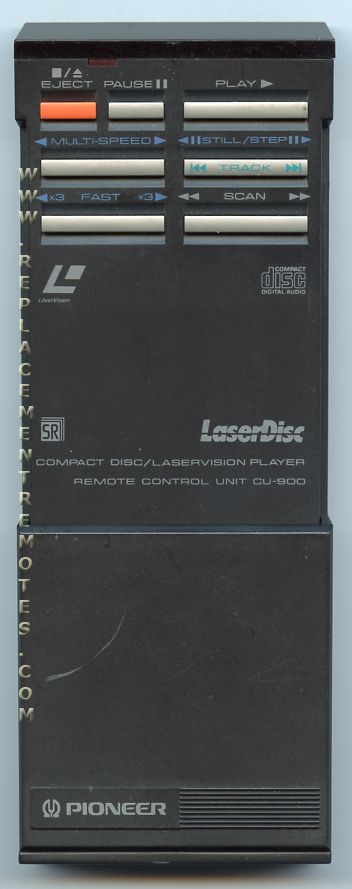 EJECT PAUSE PLAY
MULTI-SPEED STILL/STEP
TRACK
x3 FAST x3 SCAN
LaserVision
COMPACT
disc
DIGITAL AUDIO
SR
LaserDisc
COMPACT DISC/LASERVISION PLAYER
REMOTE CONTROL UNIT CU-900
PIONEER
WWW.REPLACEMENTREMOTES.COM